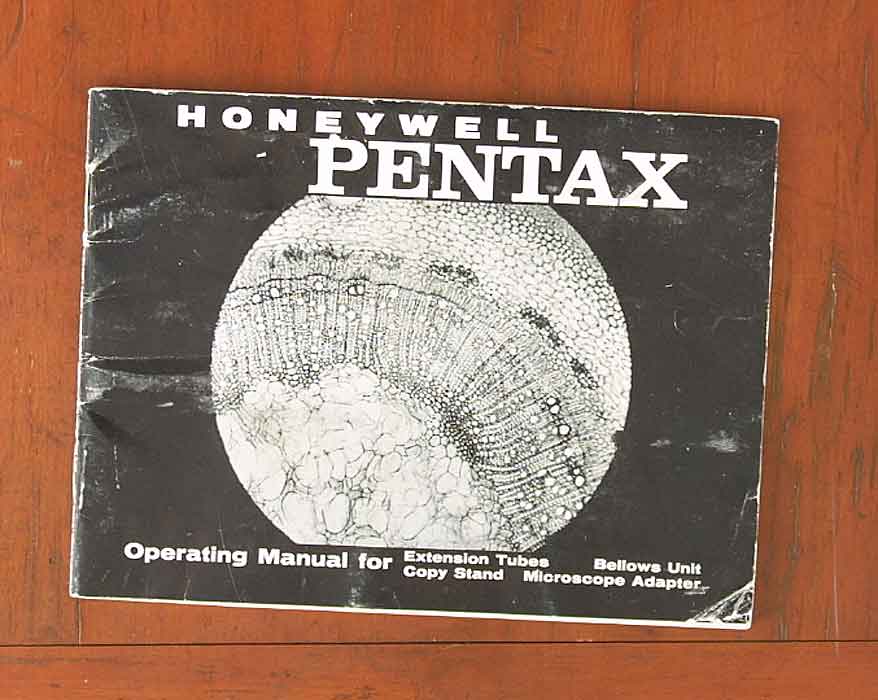 HONEYWELL
PENTAX
Operating Manual for Extension Tubes Bellows Unit
Copy Stand Microscope Adapter